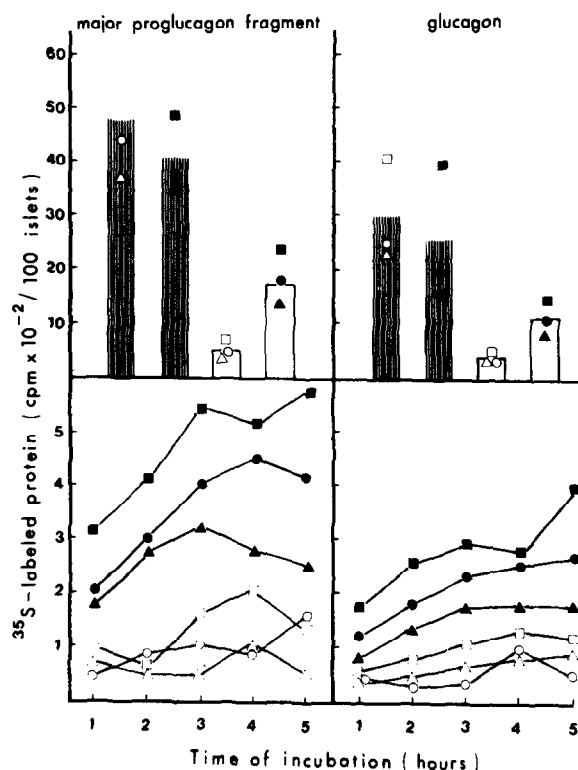 major proglucagon fragment
glucagon
50
40
30
20
10
5
4
3
2
1
³⁵S-labeled protein (cpm x 10⁻²/100 islets)
1 2 3 4 5
1 2 3 4 5
Time of incubation (hours)